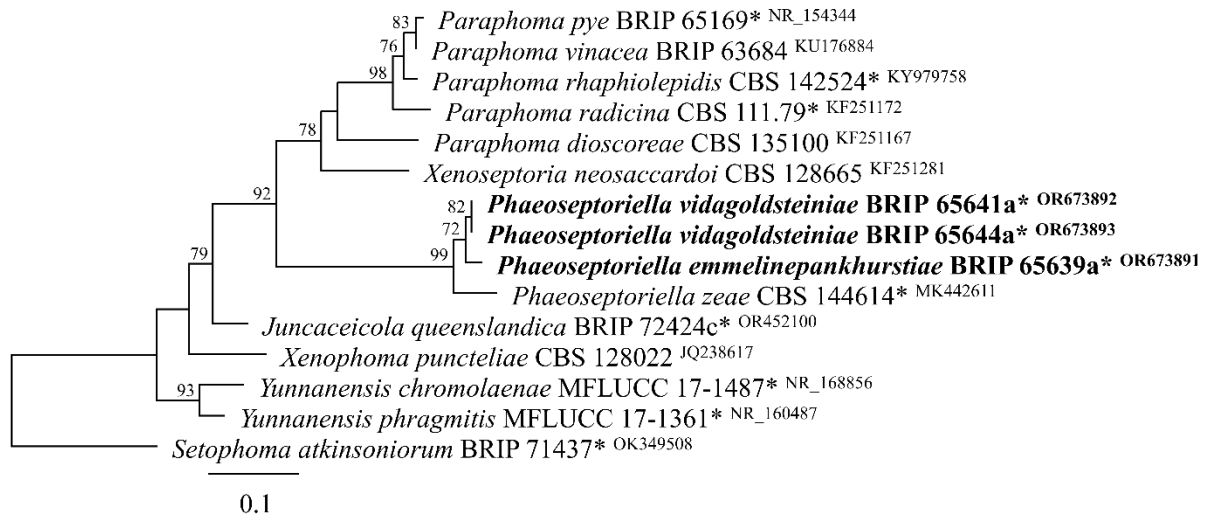 83 Paraphoma pye BRIP 65169* NR_154344
76 Paraphoma vinacea BRIP 63684 KU176884
98 Paraphoma rhaphiolepidis CBS 142524* KY979758
Paraphoma radicina CBS 111.79* KF251172
78 Paraphoma dioscoreae CBS 135100 KF251167
Xenoseptoria neosaccardoi CBS 128665 KF251281
92 82 Phaeoseptoriella vidagoldsteiniae BRIP 65641a* OR673892
72 Phaeoseptoriella vidagoldsteiniae BRIP 65644a* OR673893
79 99 Phaeoseptoriella emmelinepankhurstiae BRIP 65639a* OR673891
Phaeoseptoriella zeae CBS 144614* MK442611
Juncaceicola queenslandica BRIP 72424c* OR452100
Xenophoma puncteliae CBS 128022 JQ238617
93 Yunnanensis chromolaenae MFLUCC 17-1487* NR_168856
Yunnanensis phragmitis MFLUCC 17-1361* NR_160487
Setophoma atkinsoniorum BRIP 71437* OK349508
0.1